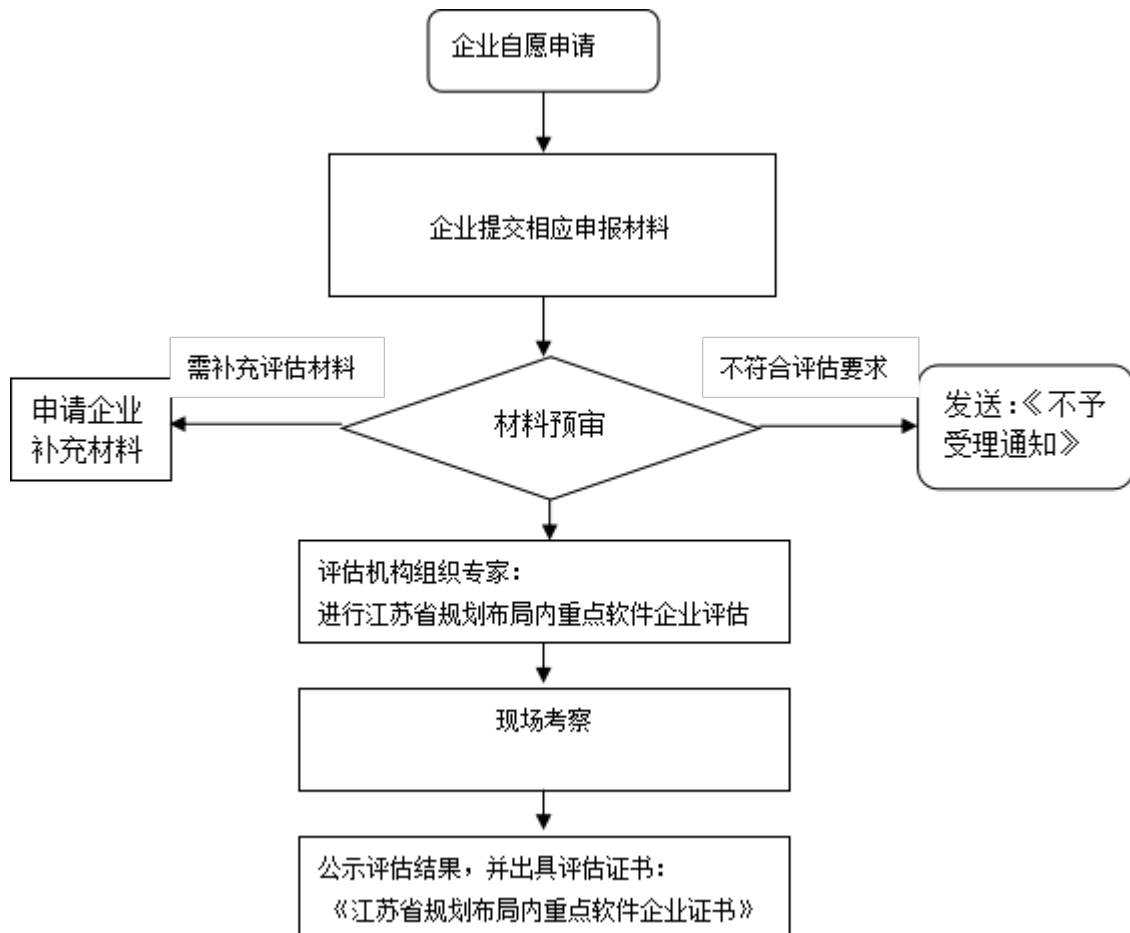 企业自愿申请
企业提交相应申报材料
需补充评估材料
不符合评估要求
申请企业
补充材料
材料预审
发送:《不予
受理通知》
评估机构组织专家：
进行江苏省规划布局内重点软件企业评估
现场考察
公示评估结果，并出具评估证书：
《江苏省规划布局内重点软件企业证书》